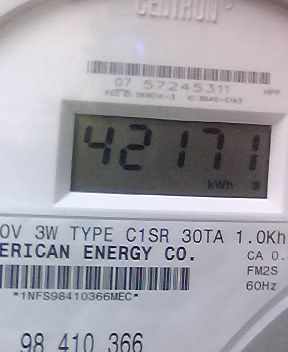 CENTRON®
07 57245311
42171
kWh
0V 3W TYPE C1SR 30TA 1.0Kh
ERICAN ENERGY CO.
CA 0.
FM2S
*1NFS98410366MEC*
60Hz
98 410 366